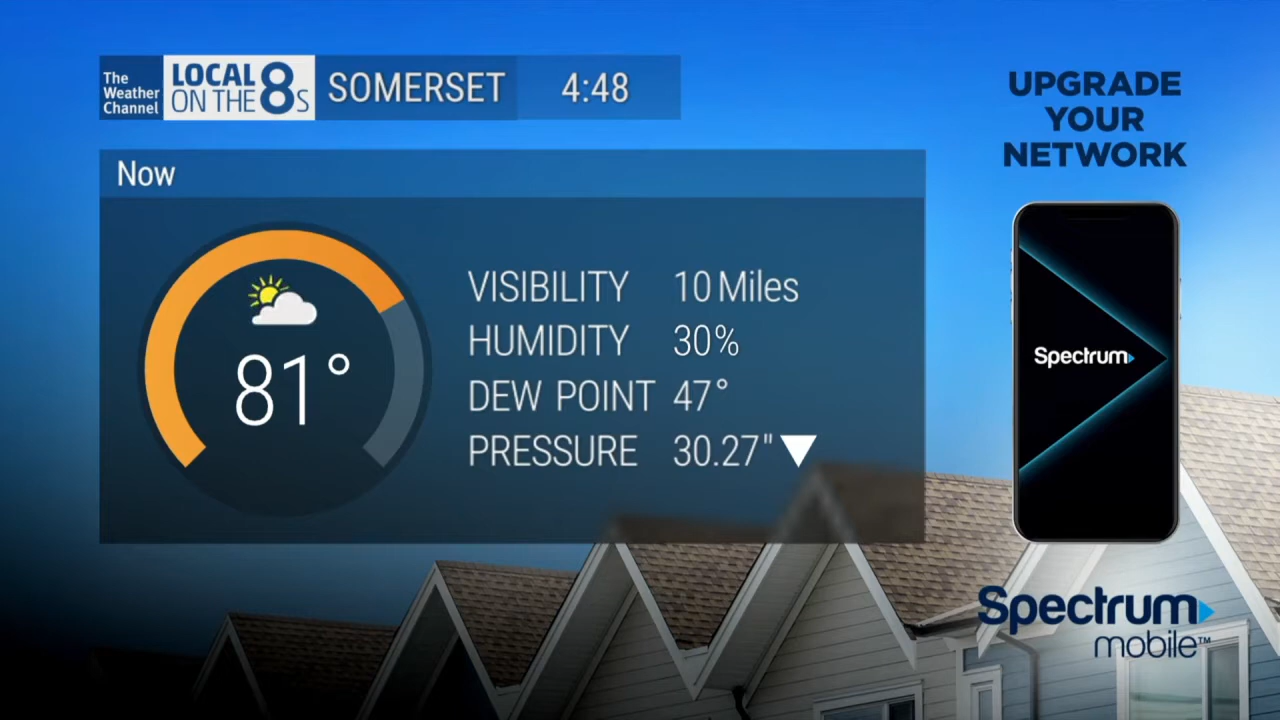 The Weather Channel
LOCAL ON THE 8s
SOMERSET 4:48
UPGRADE
YOUR
NETWORK
Now
81°
VISIBILITY 10 Miles
HUMIDITY 30%
DEW POINT 47°
PRESSURE 30.27"
Spectrum
Spectrum
mobile™